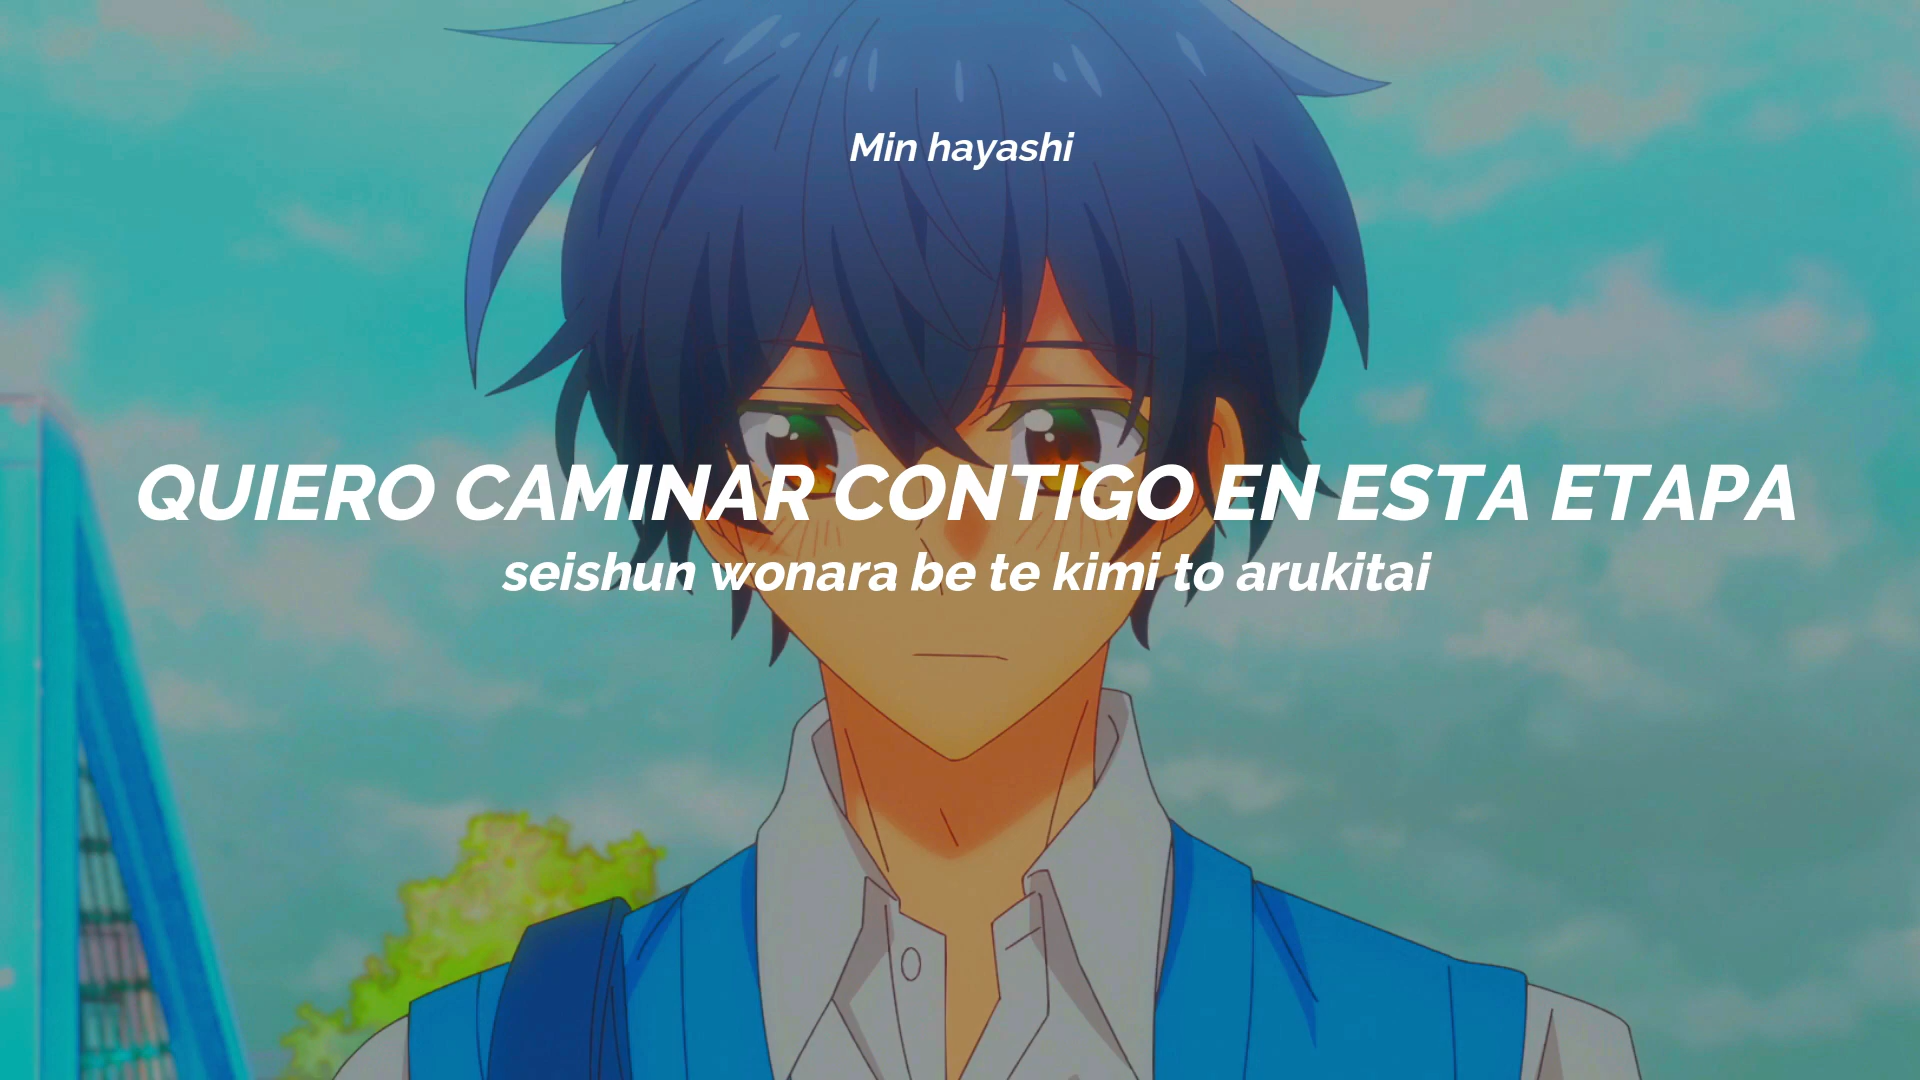 Min hayashi
QUIERO CAMINAR CONTIGO EN ESTA ETAPA
seishun wonara be te kimi to arukitai